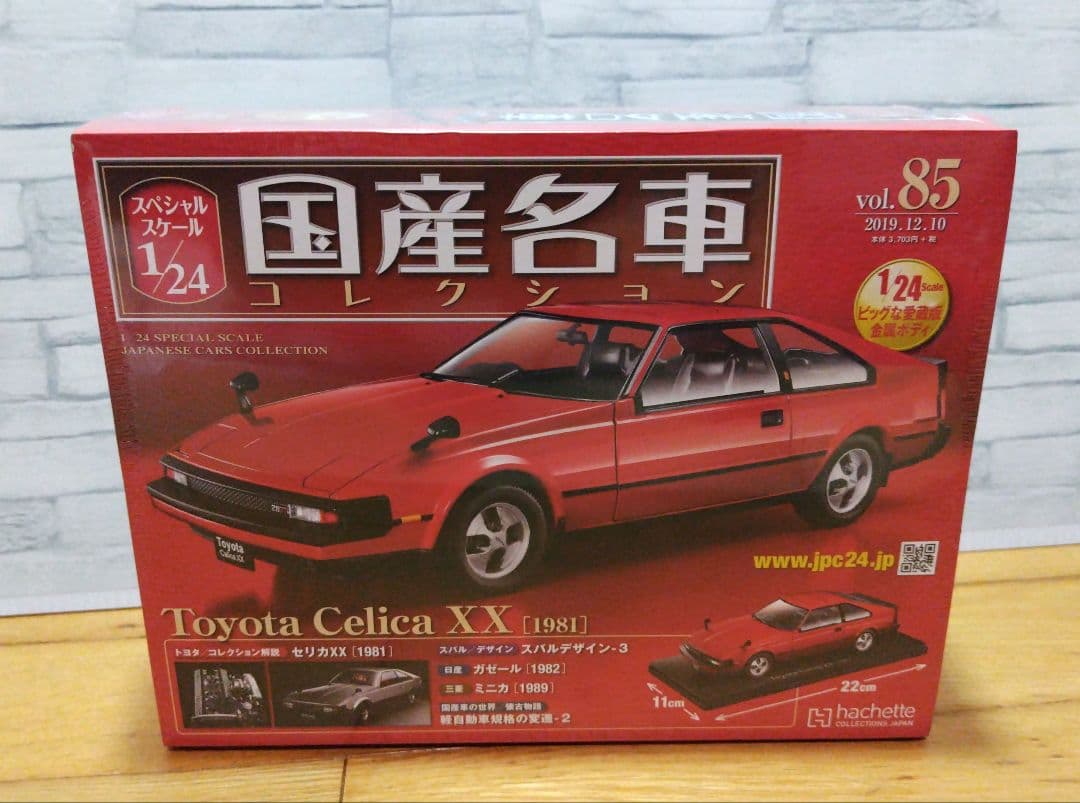 スペシャル
スケール
1/24
国産名車
コレクション
vol.85
2019.12.10
本体 3,703円+税
1/24 Scale
ビッグな愛蔵版
金属ボディ
1 24 SPECIAL SCALE
JAPANESE CARS COLLECTION
Toyota
Celica XX
www.jpc24.jp
Toyota Celica XX [1981]
トヨタ/コレクション解説 セリカXX [1981]
スバル/デザイン スバルデザイン-3
日産 ガゼール [1982]
三菱 ミニカ [1989]
国産車の世界/懐古物語
軽自動車規格の変遷-2
11cm
22cm
hachette
COLLECTIONS JAPAN